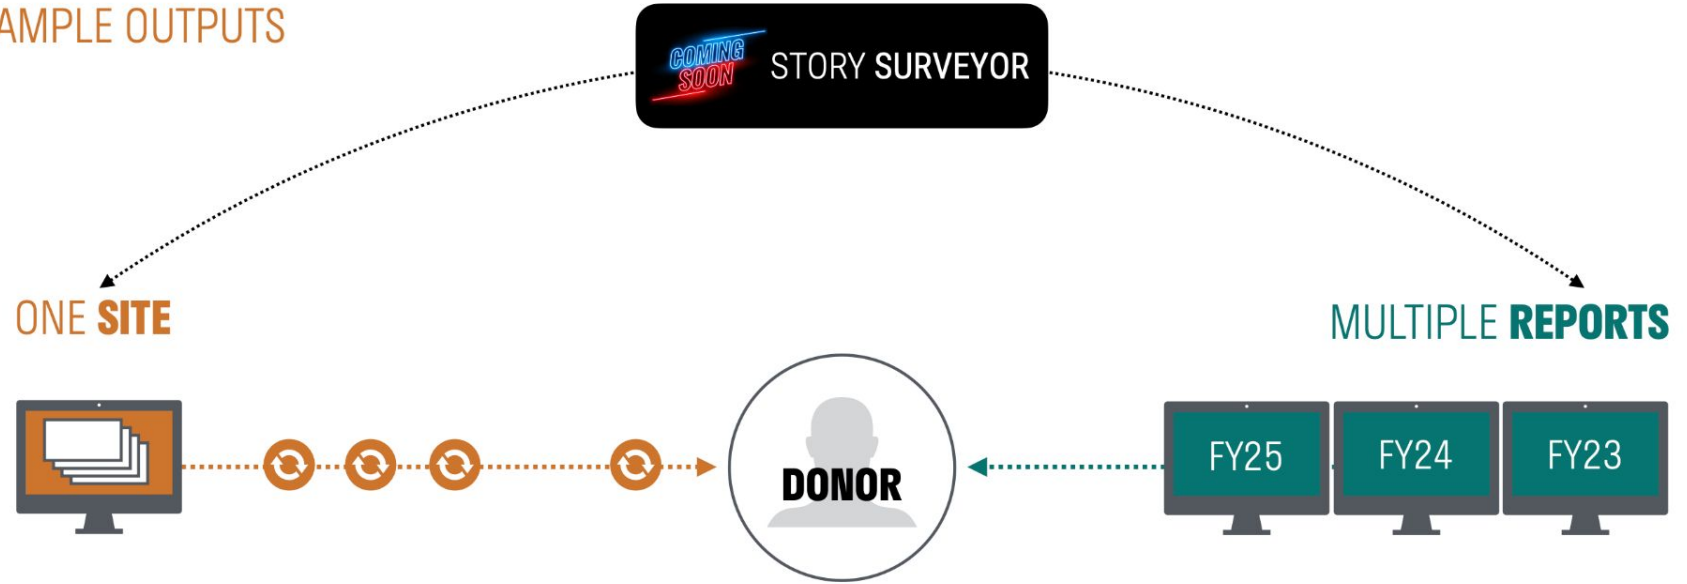 AMPLE OUTPUTS
COMING
SOON
STORY SURVEYOR
ONE SITE
MULTIPLE REPORTS
DONOR
FY25
FY24
FY23